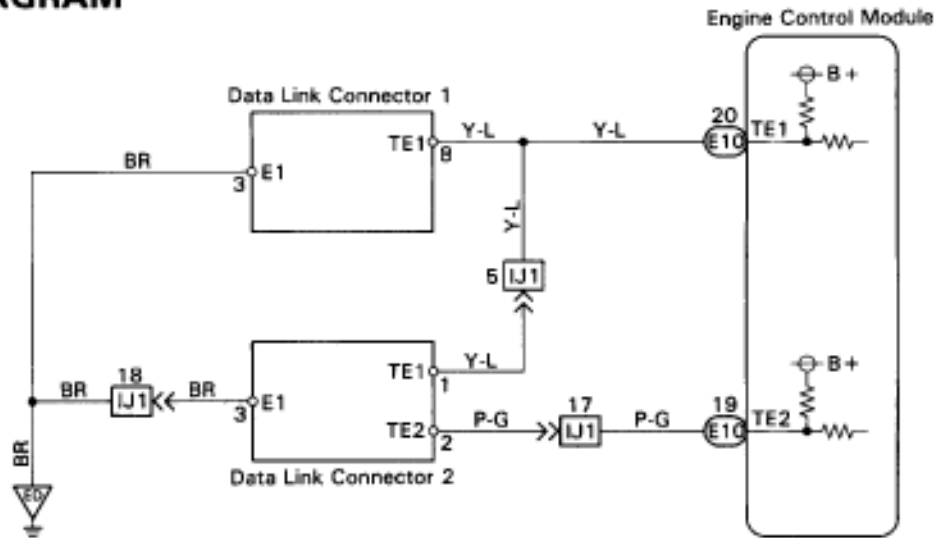 AGRAM
Engine Control Module
Data Link Connector 1
B +
20
TE1
Y-L
Y-L
E10
TE1
8
BR
E1
3
Y-L
5
IJ1
TE1
Y-L
1
B +
18
BR
IJ1
BR
E1
3
17
19
TE2
P-G
IJ1
P-G
E10
TE2
2
Data Link Connector 2
BR
ED